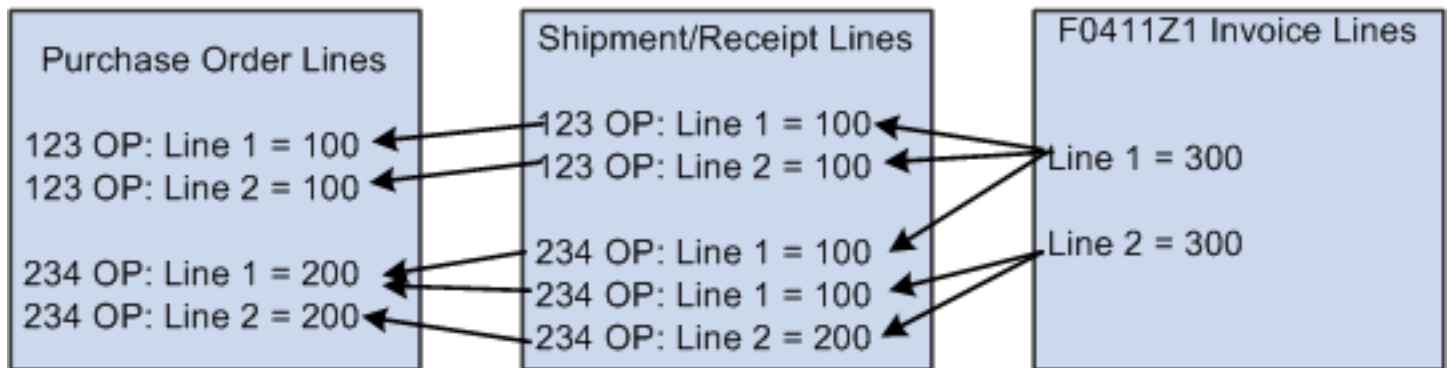 Purchase Order Lines
123 OP: Line 1 = 100
123 OP: Line 2 = 100
234 OP: Line 1 = 200
234 OP: Line 2 = 200
Shipment/Receipt Lines
123 OP: Line 1 = 100
123 OP: Line 2 = 100
234 OP: Line 1 = 100
234 OP: Line 1 = 100
234 OP: Line 2 = 200
F0411Z1 Invoice Lines
Line 1 = 300
Line 2 = 300